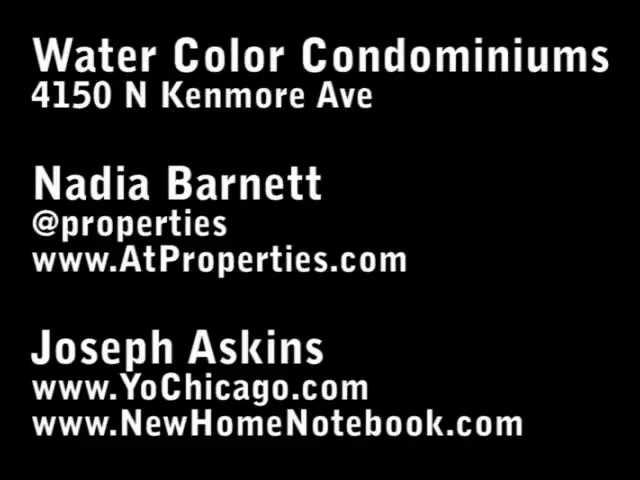 Water Color Condominiums
4150 N Kenmore Ave
Nadia Barnett
@properties
www.AtProperties.com
Joseph Askins
www.YoChicago.com
www.NewHomeNotebook.com